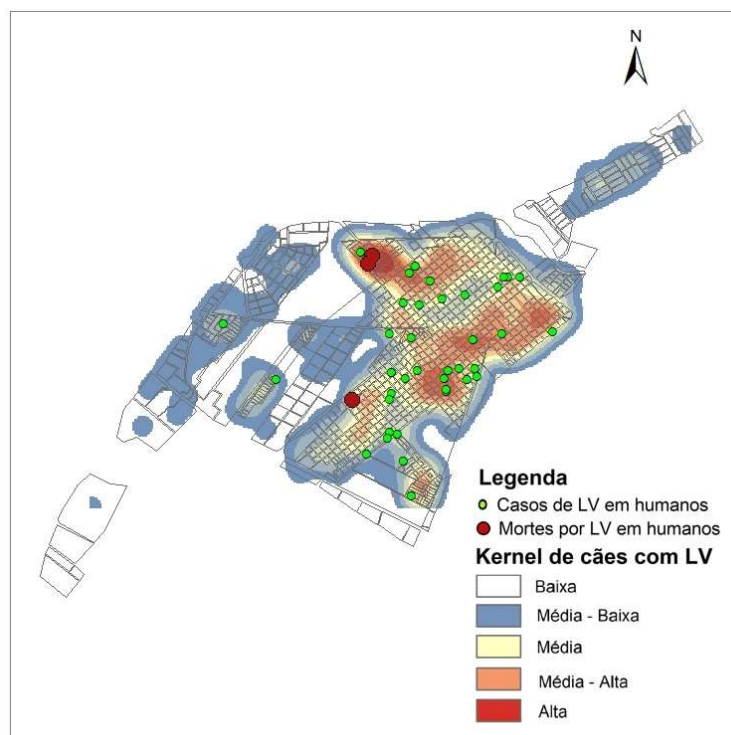 N
Legenda
Casos de LV em humanos
Mortes por LV em humanos
Kernel de cães com LV
Baixa
Média - Baixa
Média
Média - Alta
Alta